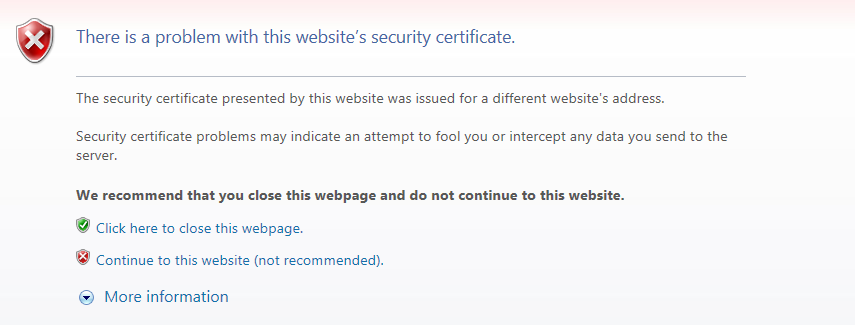 There is a problem with this website's security certificate.
The security certificate presented by this website was issued for a different website's address.
Security certificate problems may indicate an attempt to fool you or intercept any data you send to the
server.
We recommend that you close this webpage and do not continue to this website.
Click here to close this webpage.
Continue to this website (not recommended).
More information